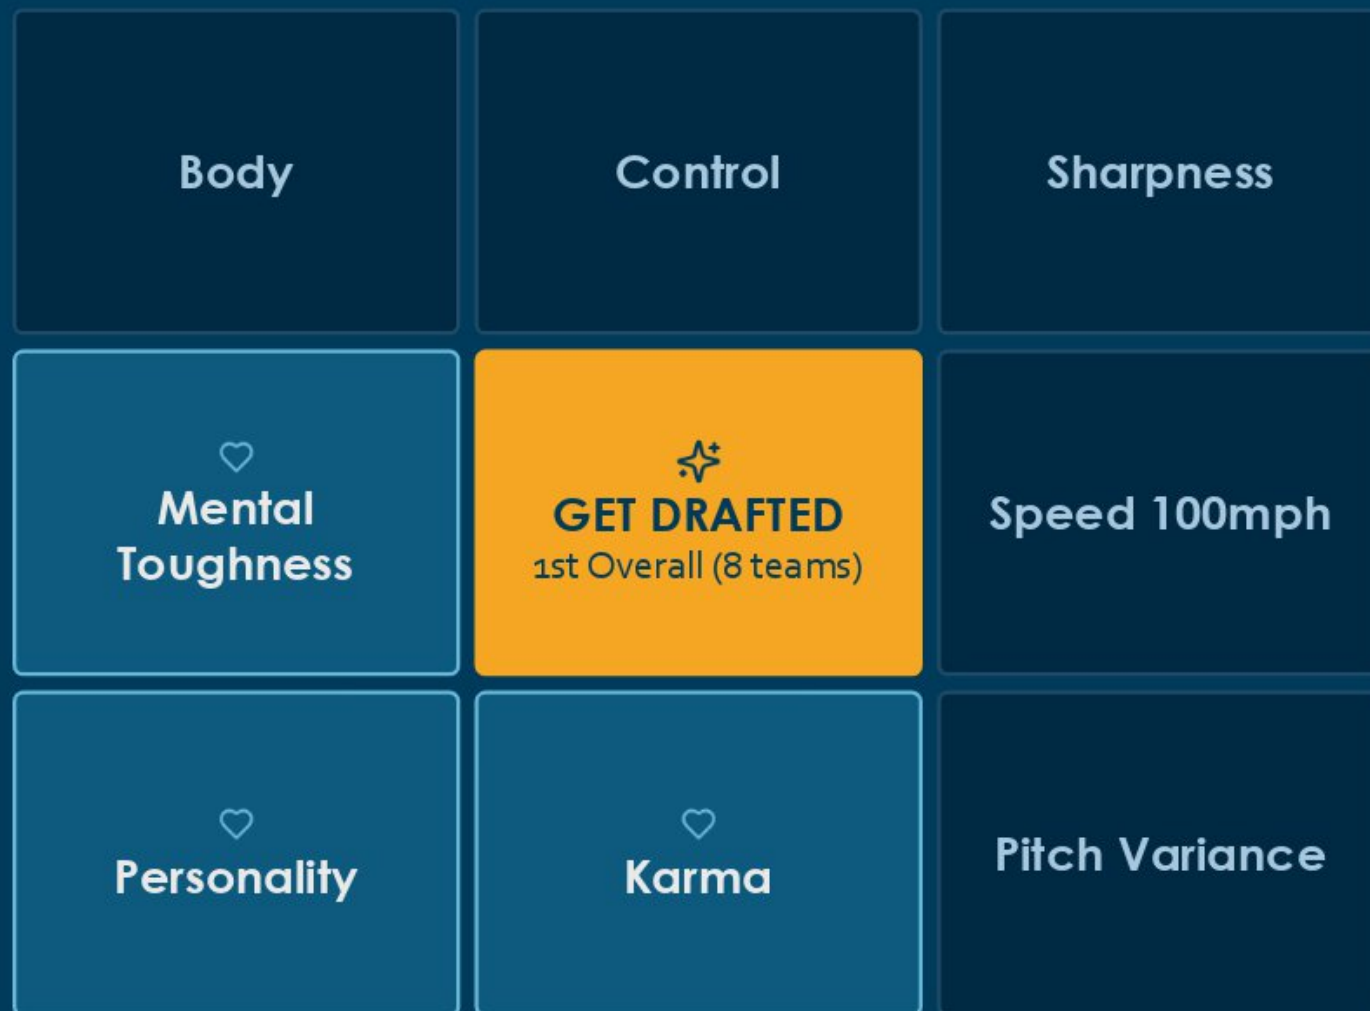 Body
Control
Sharpness
Mental
Toughness
GET DRAFTED
1st Overall (8 teams)
Speed 100mph
Personality
Karma
Pitch Variance